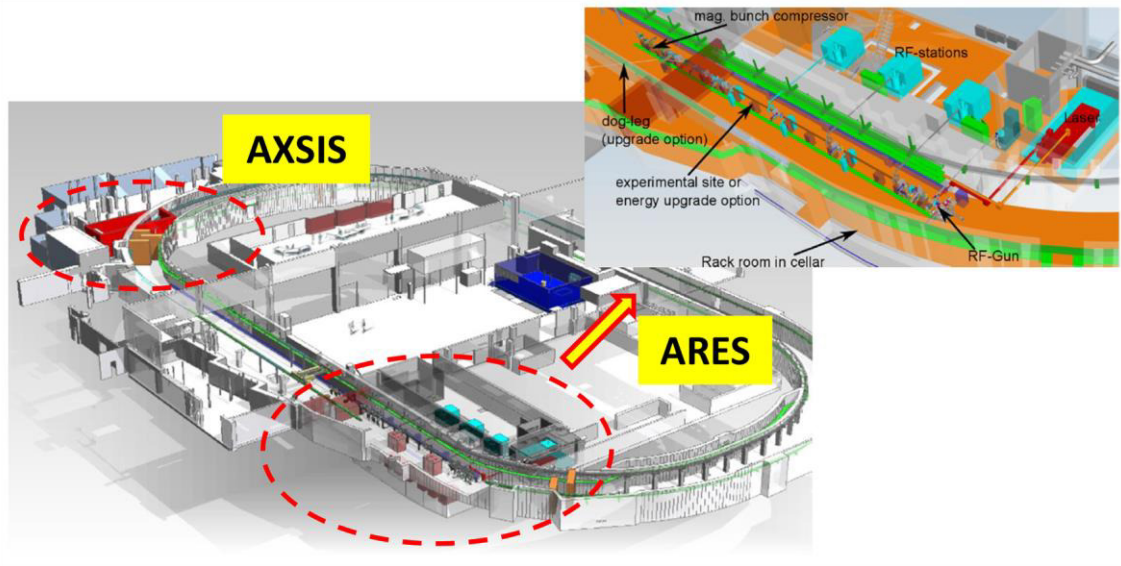 mag. bunch compressor
RF-stations
Laser
dog-leg
(upgrade option)
experimental site or
energy upgrade option
Rack room in cellar
RF-Gun
AXSIS
ARES